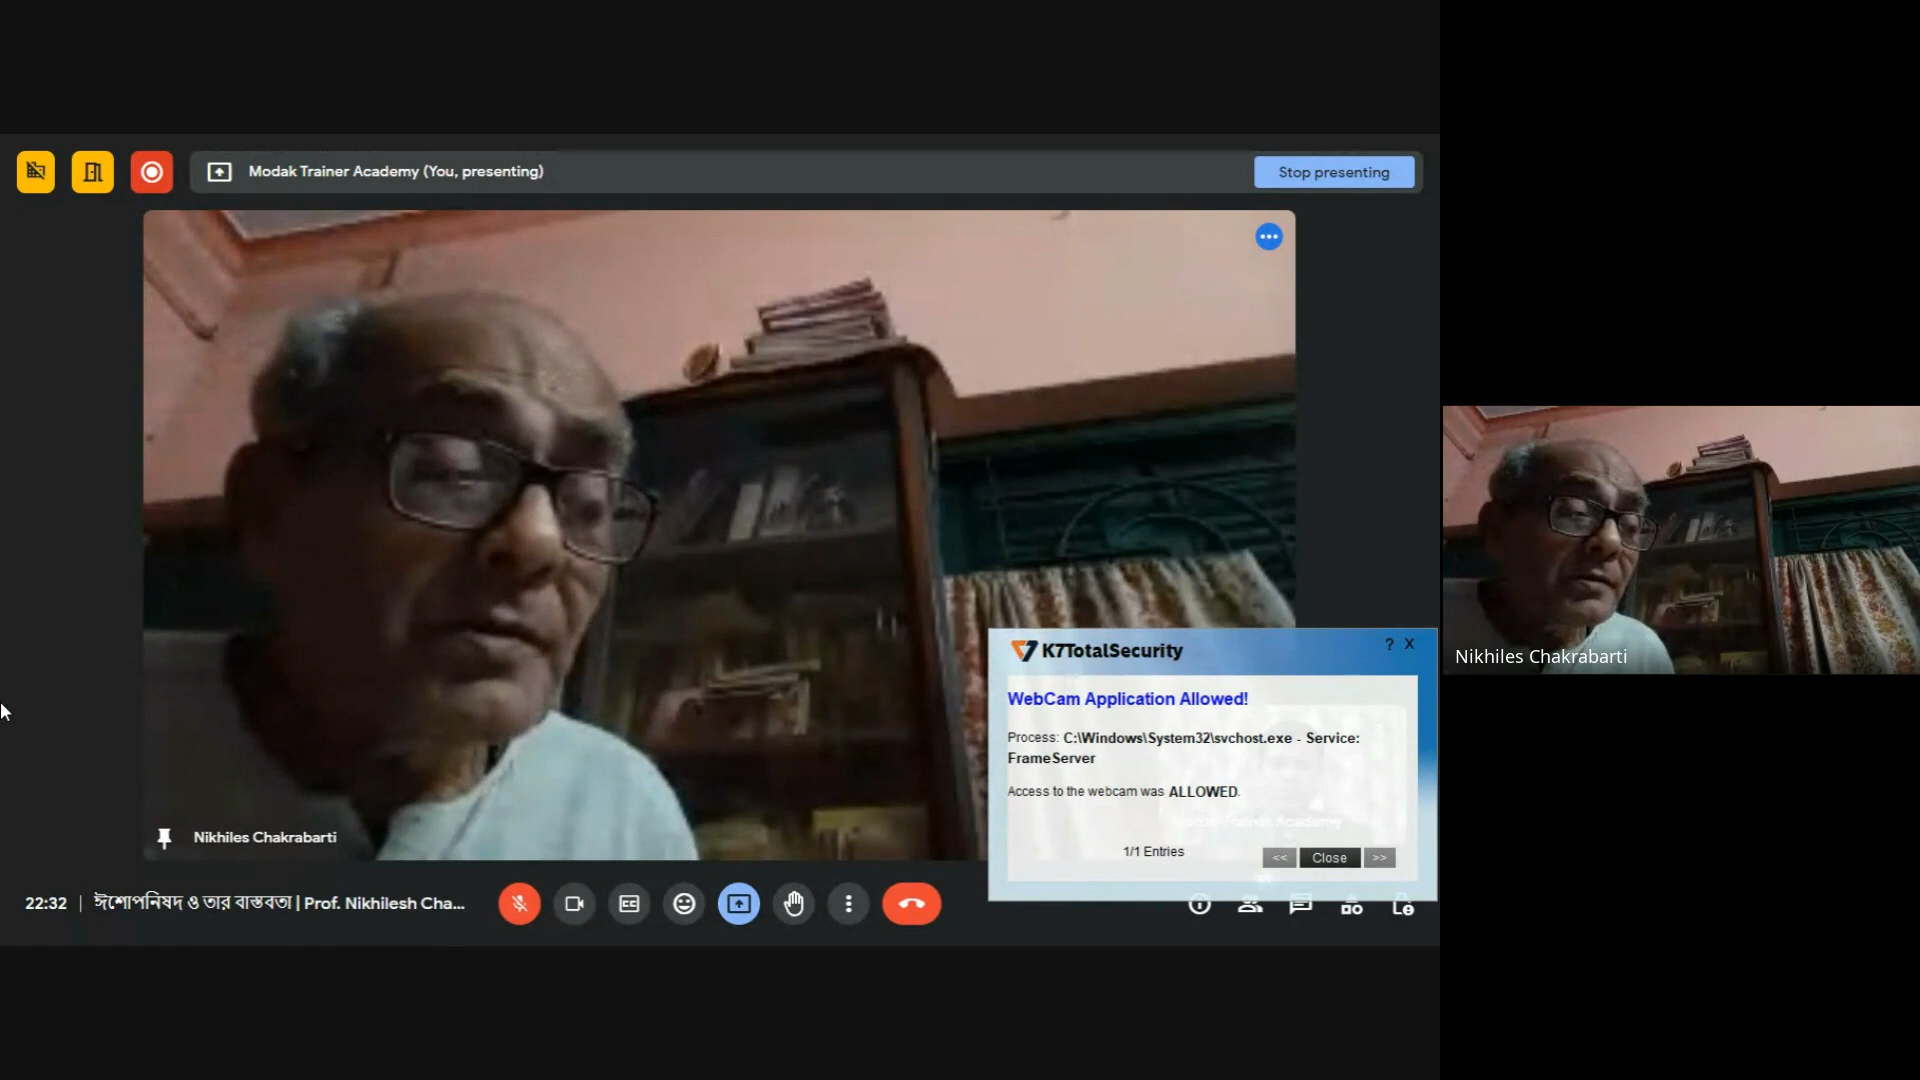 Modak Trainer Academy (You, presenting)
Stop presenting
K7TotalSecurity
? X
WebCam Application Allowed!
Process: C:\Windows\System32\svchost.exe - Service:
FrameServer
Access to the webcam was ALLOWED.
1/1 Entries
<< Close >>
Nikhiles Chakrabarti
22:32 | ঈশোপনিষদ ও তার বাস্তবতা | Prof. Nikhilesh Cha...
CC
Nikhiles Chakrabarti